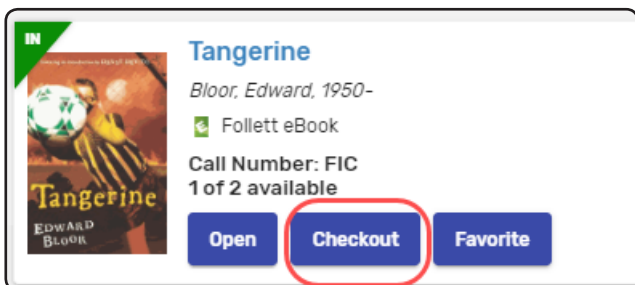 IN
Tangerine
Bloor, Edward, 1950-
Follett eBook
Call Number: FIC
1 of 2 available
Open
Checkout
Favorite
Tangerine
EDWARD
BLOOR